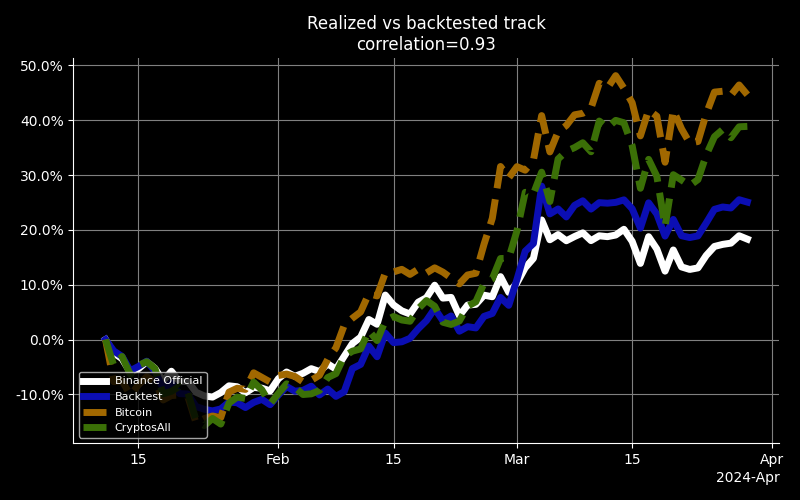 Realized vs backtested track
correlation=0.93
50.0%
40.0%
30.0%
20.0%
10.0%
0.0%
-10.0%
Binance Official
Backtest
Bitcoin
CryptosAll
15
Feb
15
Mar
15
Apr
2024-Apr